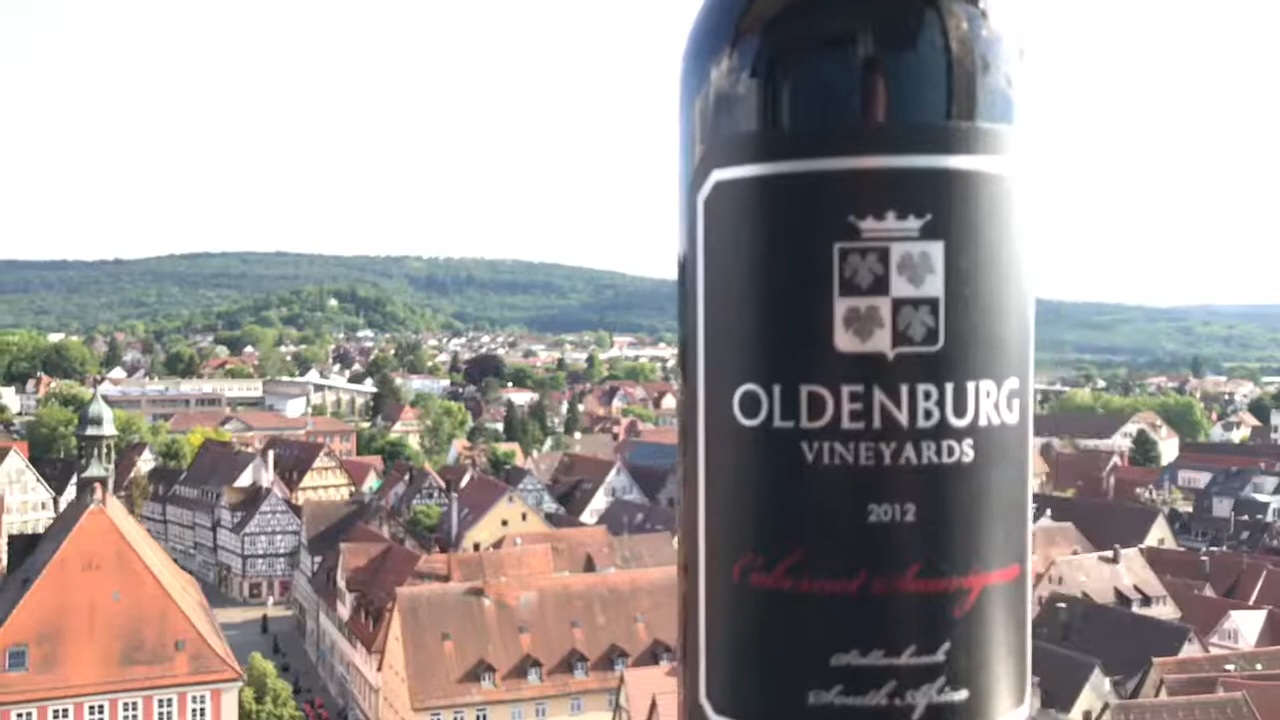 OLDENBURG
VINEYARDS
2012
Cabernet Sauvignon
Stellenbosch
South Africa